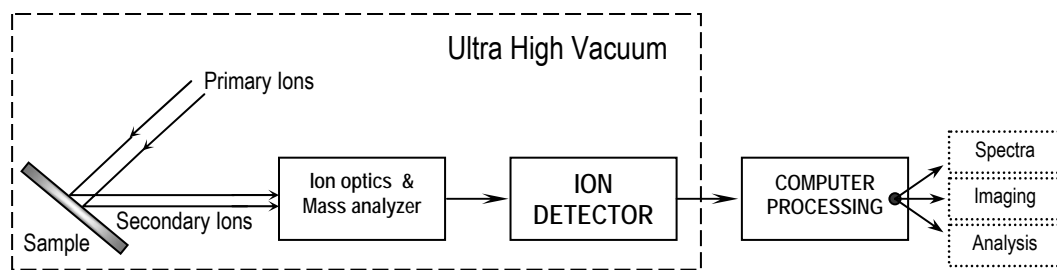 Ultra High Vacuum
Primary Ions
Secondary Ions
Sample
Ion optics &
Mass analyzer
ION
DETECTOR
COMPUTER
PROCESSING
Spectra
Imaging
Analysis